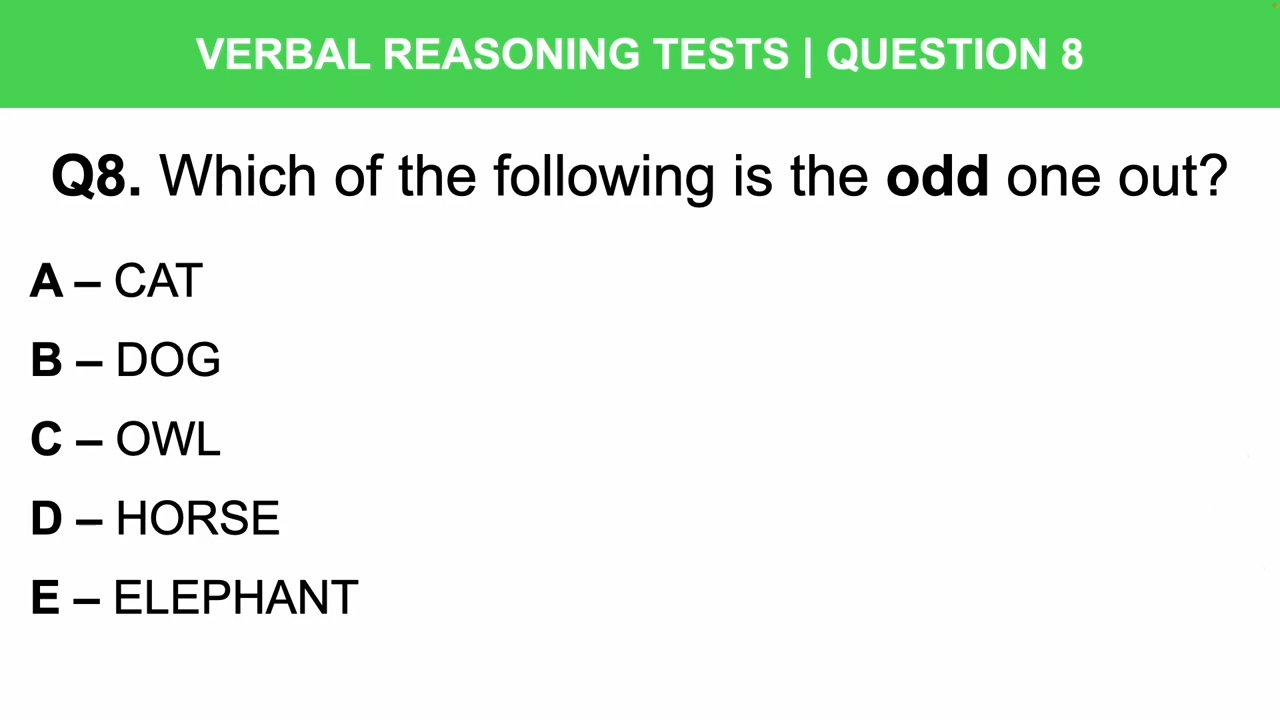 VERBAL REASONING TESTS | QUESTION 8
Q8. Which of the following is the odd one out?
A – CAT
B – DOG
C – OWL
D – HORSE
E – ELEPHANT